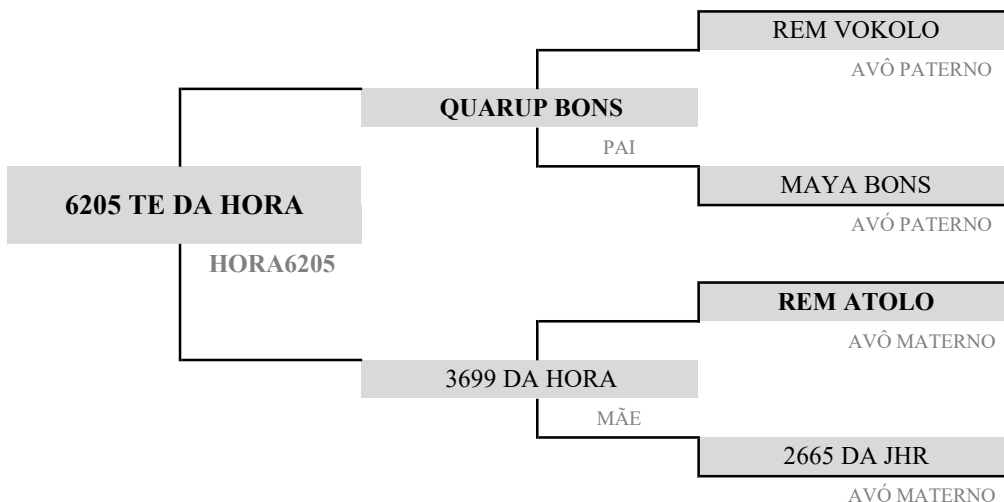 REM VOKOLO
AVÔ PATERNO
QUARUP BONS
PAI
MAYA BONS
AVÓ PATERNO
6205 TE DA HORA
HORA6205
REM ATOLO
AVÔ MATERNO
3699 DA HORA
MÃE
2665 DA JHR
AVÓ MATERNO